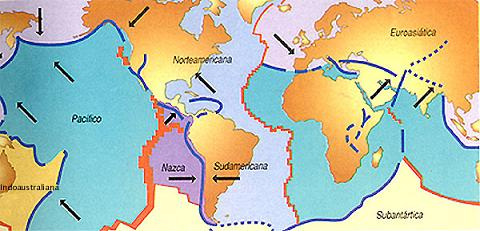 Euroasiática
Norteamericana
Pacífico
Nazca
Sudamericana
Indoaustraliana
Subantártica